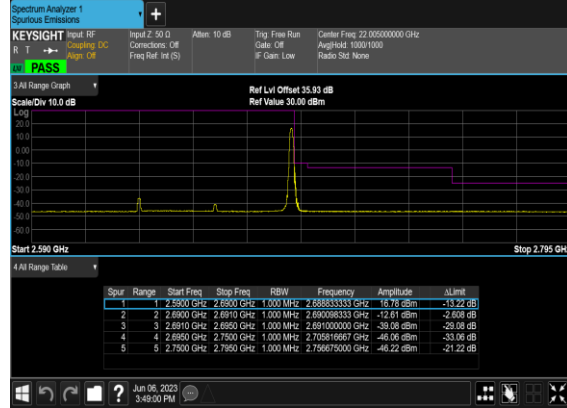 Spectrum Analyzer 1
Spurious Emissions
KEYSIGHT Input: RF Input Z: 50 Ω Atten: 10 dB Trig: Free Run Center Freq: 22.005000000 GHz
R T Coupling: DC Corrections: Off Gate: Off Avg|Hold: 1000/1000
Align: Off Freq Ref: Int (S) IF Gain: Low Radio Std: None
LW PASS
3 All Range Graph Ref Lvl Offset 35.93 dB
Scale/Div 10.0 dB Ref Value 30.00 dBm
Log
20.0
10.0
0.00
-10.0
-20.0
-30.0
-40.0
-50.0
-60.0
Start 2.590 GHz Stop 2.795 GHz
4 All Range Table
Spur Range Start Freq Stop Freq RBW Frequency Amplitude ΔLimit
1 1 2.5900 GHz 2.6900 GHz 1.000 MHz 2.688833333 GHz 16.78 dBm -13.22 dB
2 2 2.6900 GHz 2.6910 GHz 1.000 MHz 2.690098333 GHz -12.61 dBm -2.608 dB
3 3 2.6910 GHz 2.6950 GHz 1.000 MHz 2.691000000 GHz -39.08 dBm -29.08 dB
4 4 2.6950 GHz 2.7500 GHz 1.000 MHz 2.705816667 GHz -46.06 dBm -33.06 dB
5 5 2.7500 GHz 2.7950 GHz 1.000 MHz 2.756675000 GHz -46.22 dBm -21.22 dB
? Jun 06, 2023
3:49:00 PM